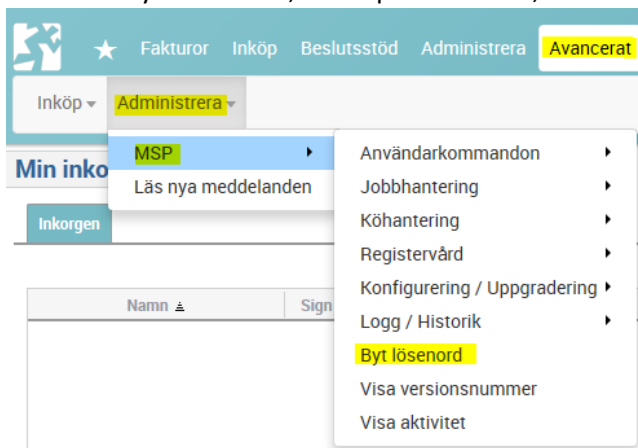 Fakturor Inköp Beslutsstöd Administrera Avancerat
Inköp Administrera
MSP
Läs nya meddelanden
Användarkommandon
Jobbhantering
Köhantering
Registervård
Konfigurering / Uppgradering
Logg / Historik
Byt lösenord
Visa versionsnummer
Visa aktivitet
Min inko
Inkorgen
Namn Sign